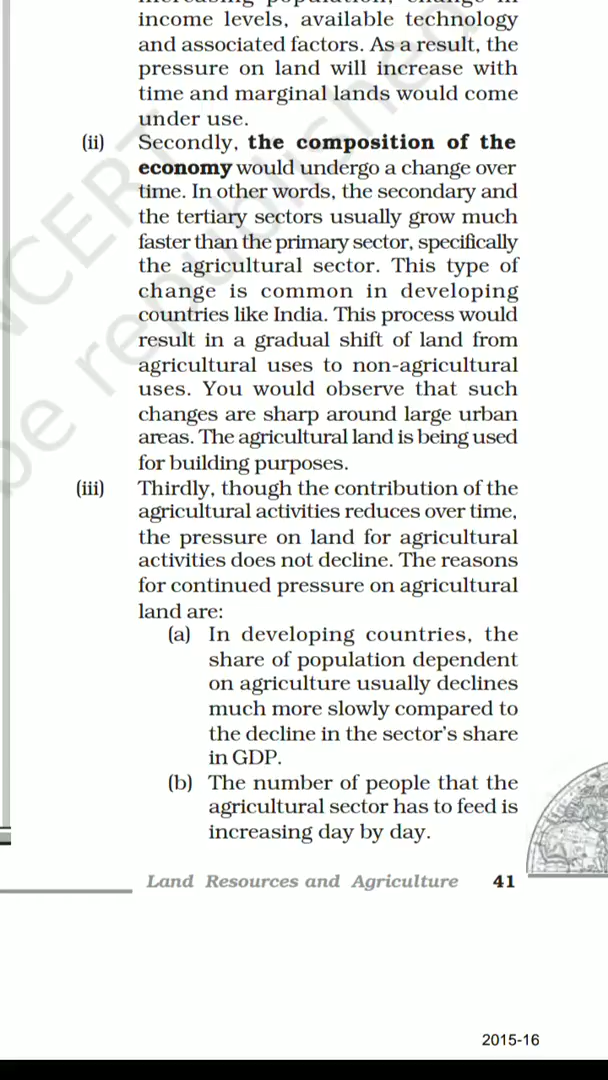 income levels, available technology
and associated factors. As a result, the
pressure on land will increase with
time and marginal lands would come
under use.
(ii) Secondly, the composition of the
economy would undergo a change over
time. In other words, the secondary and
the tertiary sectors usually grow much
faster than the primary sector, specifically
the agricultural sector. This type of
change is common in developing
countries like India. This process would
result in a gradual shift of land from
agricultural uses to non-agricultural
uses. You would observe that such
changes are sharp around large urban
areas. The agricultural land is being used
for building purposes.
(iii) Thirdly, though the contribution of the
agricultural activities reduces over time,
the pressure on land for agricultural
activities does not decline. The reasons
for continued pressure on agricultural
land are:
(a) In developing countries, the
share of population dependent
on agriculture usually declines
much more slowly compared to
the decline in the sector's share
in GDP.
(b) The number of people that the
agricultural sector has to feed is
increasing day by day.
Land Resources and Agriculture 41
2015-16
NCERT
be republished